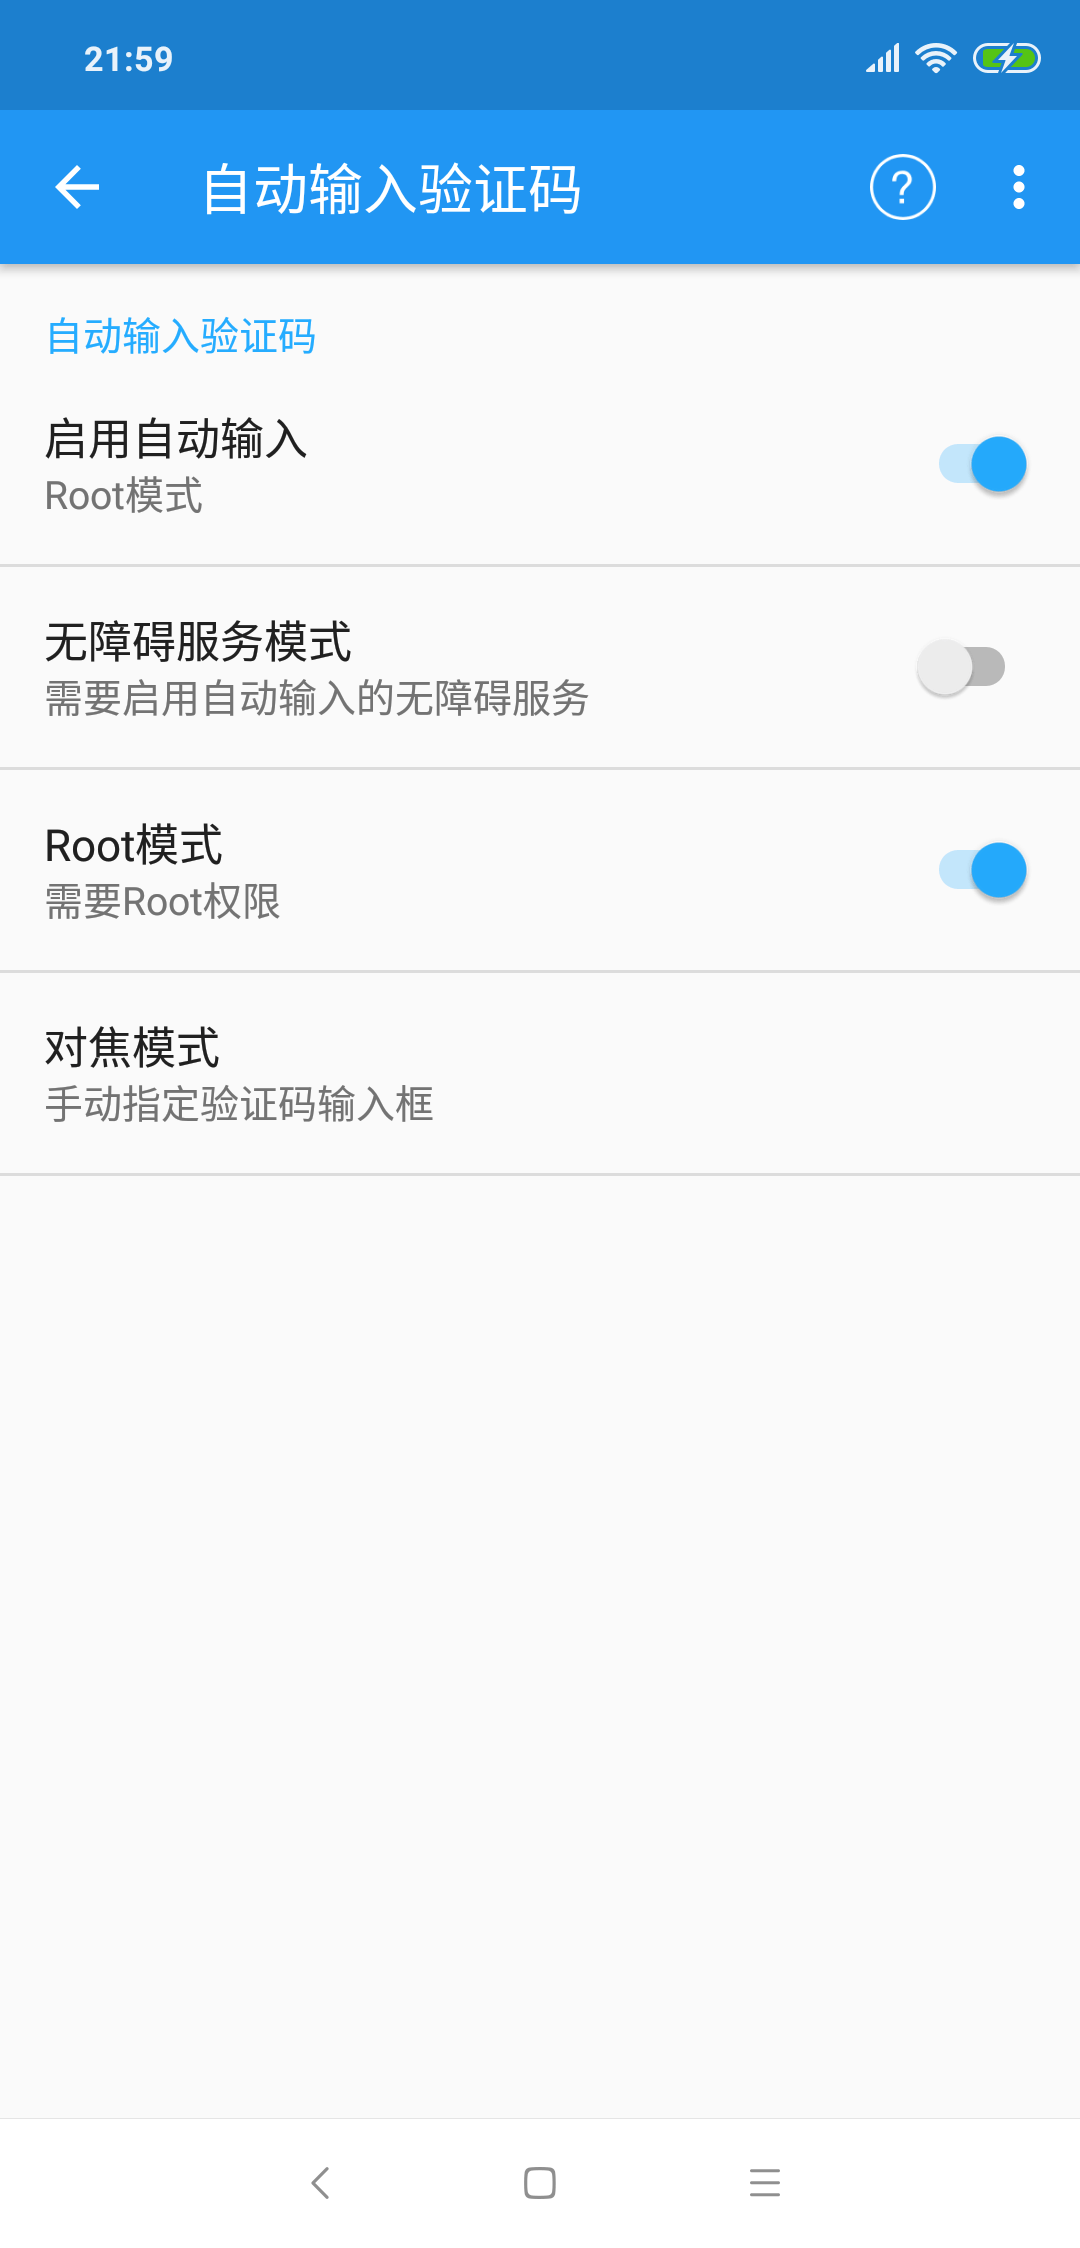 21:59
自动输入验证码
?
自动输入验证码
启用自动输入
Root模式
无障碍服务模式
需要启用自动输入的无障碍服务
Root模式
需要Root权限
对焦模式
手动指定验证码输入框